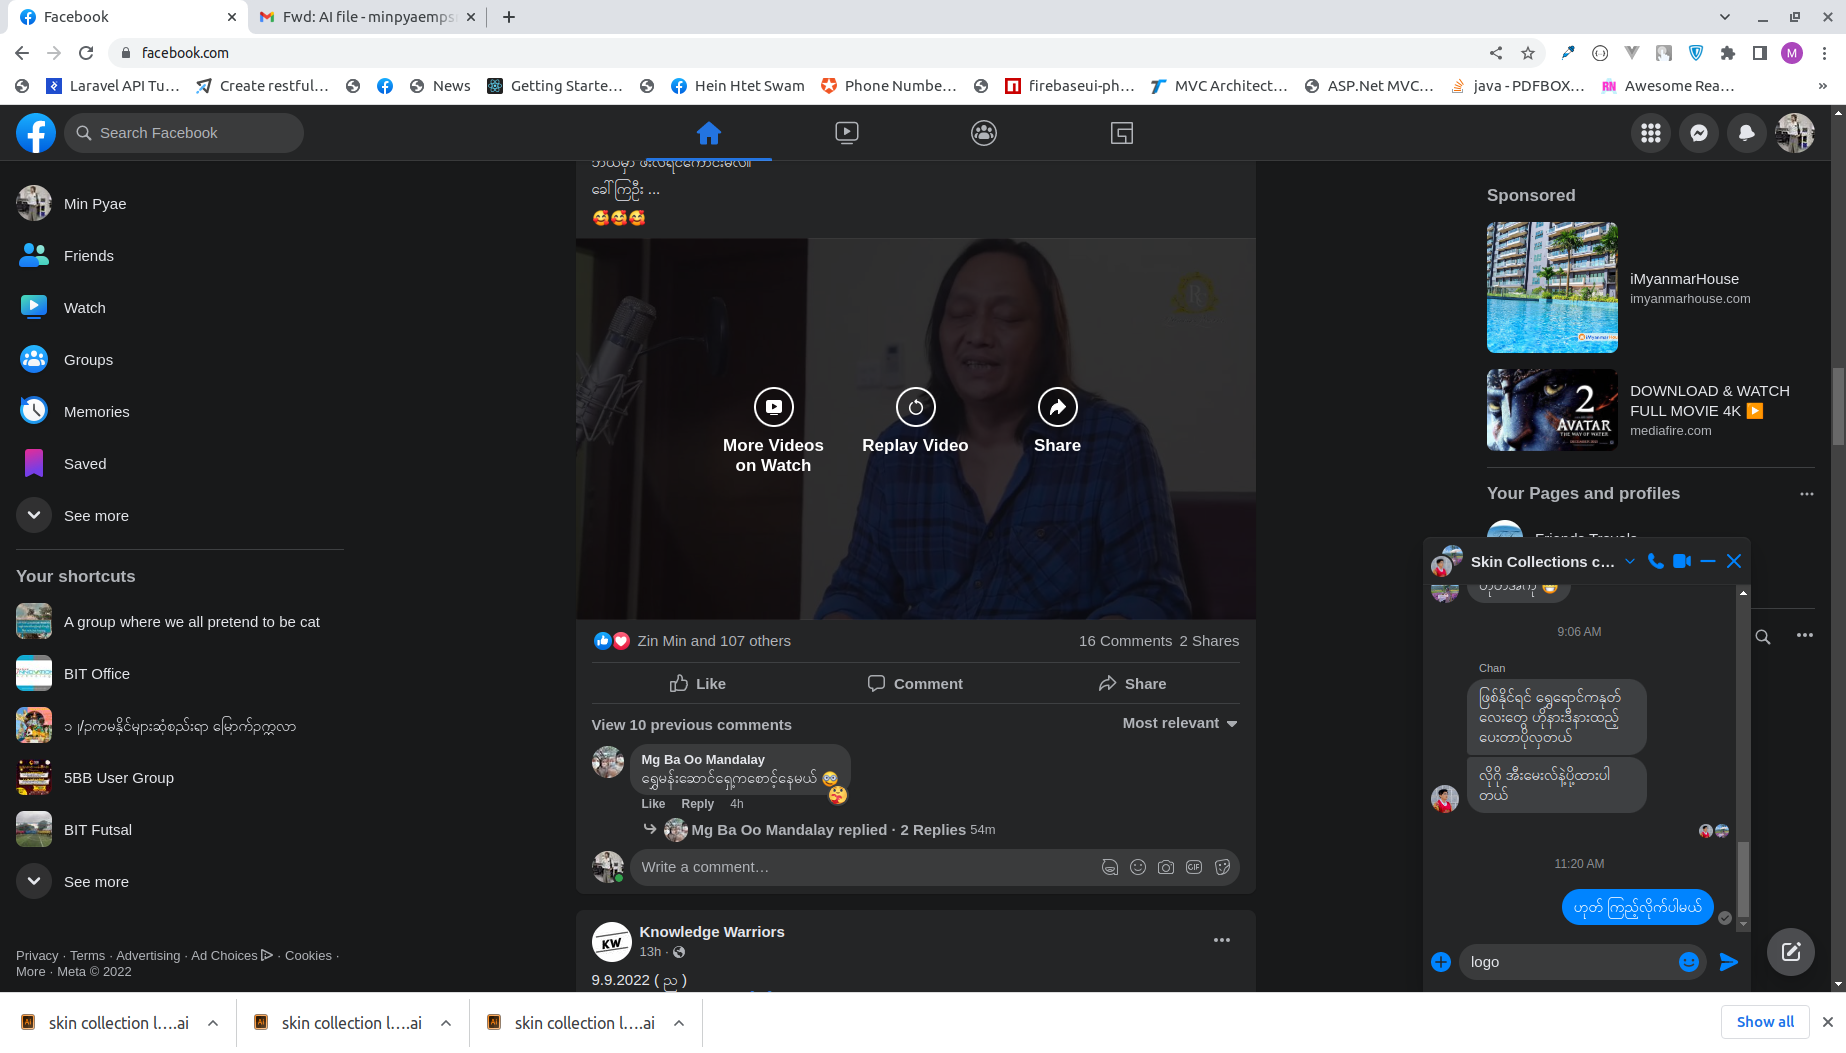 Facebook
Fwd: AI file - minpyaemps
facebook.com
M
Laravel API Tu…
Create restful…
News
Getting Starte…
Hein Htet Swam
Phone Numbe…
firebaseui-ph…
MVC Architect…
ASP.Net MVC…
java - PDFBOX…
RN
Awesome Rea…
»
Search Facebook
Min Pyae
Friends
Watch
Groups
Memories
Saved
See more
Your shortcuts
A group where we all pretend to be cat
BIT Office
5BB User Group
BIT Futsal
See more
Privacy · Terms · Advertising · Ad Choices · Cookies ·
More · Meta © 2022
ခေါ်ကြဦး ...
🥰🥰🥰
More Videos
on Watch
Replay Video
Share
Zin Min and 107 others
16 Comments 2 Shares
Like
Comment
Share
View 10 previous comments
Most relevant
Mg Ba Oo Mandalay
ရွှေမန်းဆောင်ရှေ့ကစောင့်နေမယ်
Like Reply 4h
Mg Ba Oo Mandalay replied · 2 Replies 54m
Write a comment…
GIF
KW
Knowledge Warriors
13h ·
9.9.2022 ( ည )
Sponsored
iMyanmarHouse
imyanmarhouse.com
2
AVATAR
THE WAY OF WATER
DOWNLOAD & WATCH
FULL MOVIE 4K ▶️
mediafire.com
Your Pages and profiles
Skin Collections c…
9:06 AM
Chan
ဖြစ်နိုင်ရင် ရွှေရောင်ကနုတ်
လေးတွေ ဟိုနားဒီနားထည့်
ပေးတာပိုလှတယ်
လိုဂို အီးမေးလ်နဲ့ပို့ထားပါ
တယ်
11:20 AM
ဟုတ် ကြည့်လိုက်ပါမယ်
logo
skin collection l….ai
skin collection l….ai
skin collection l….ai
Show all